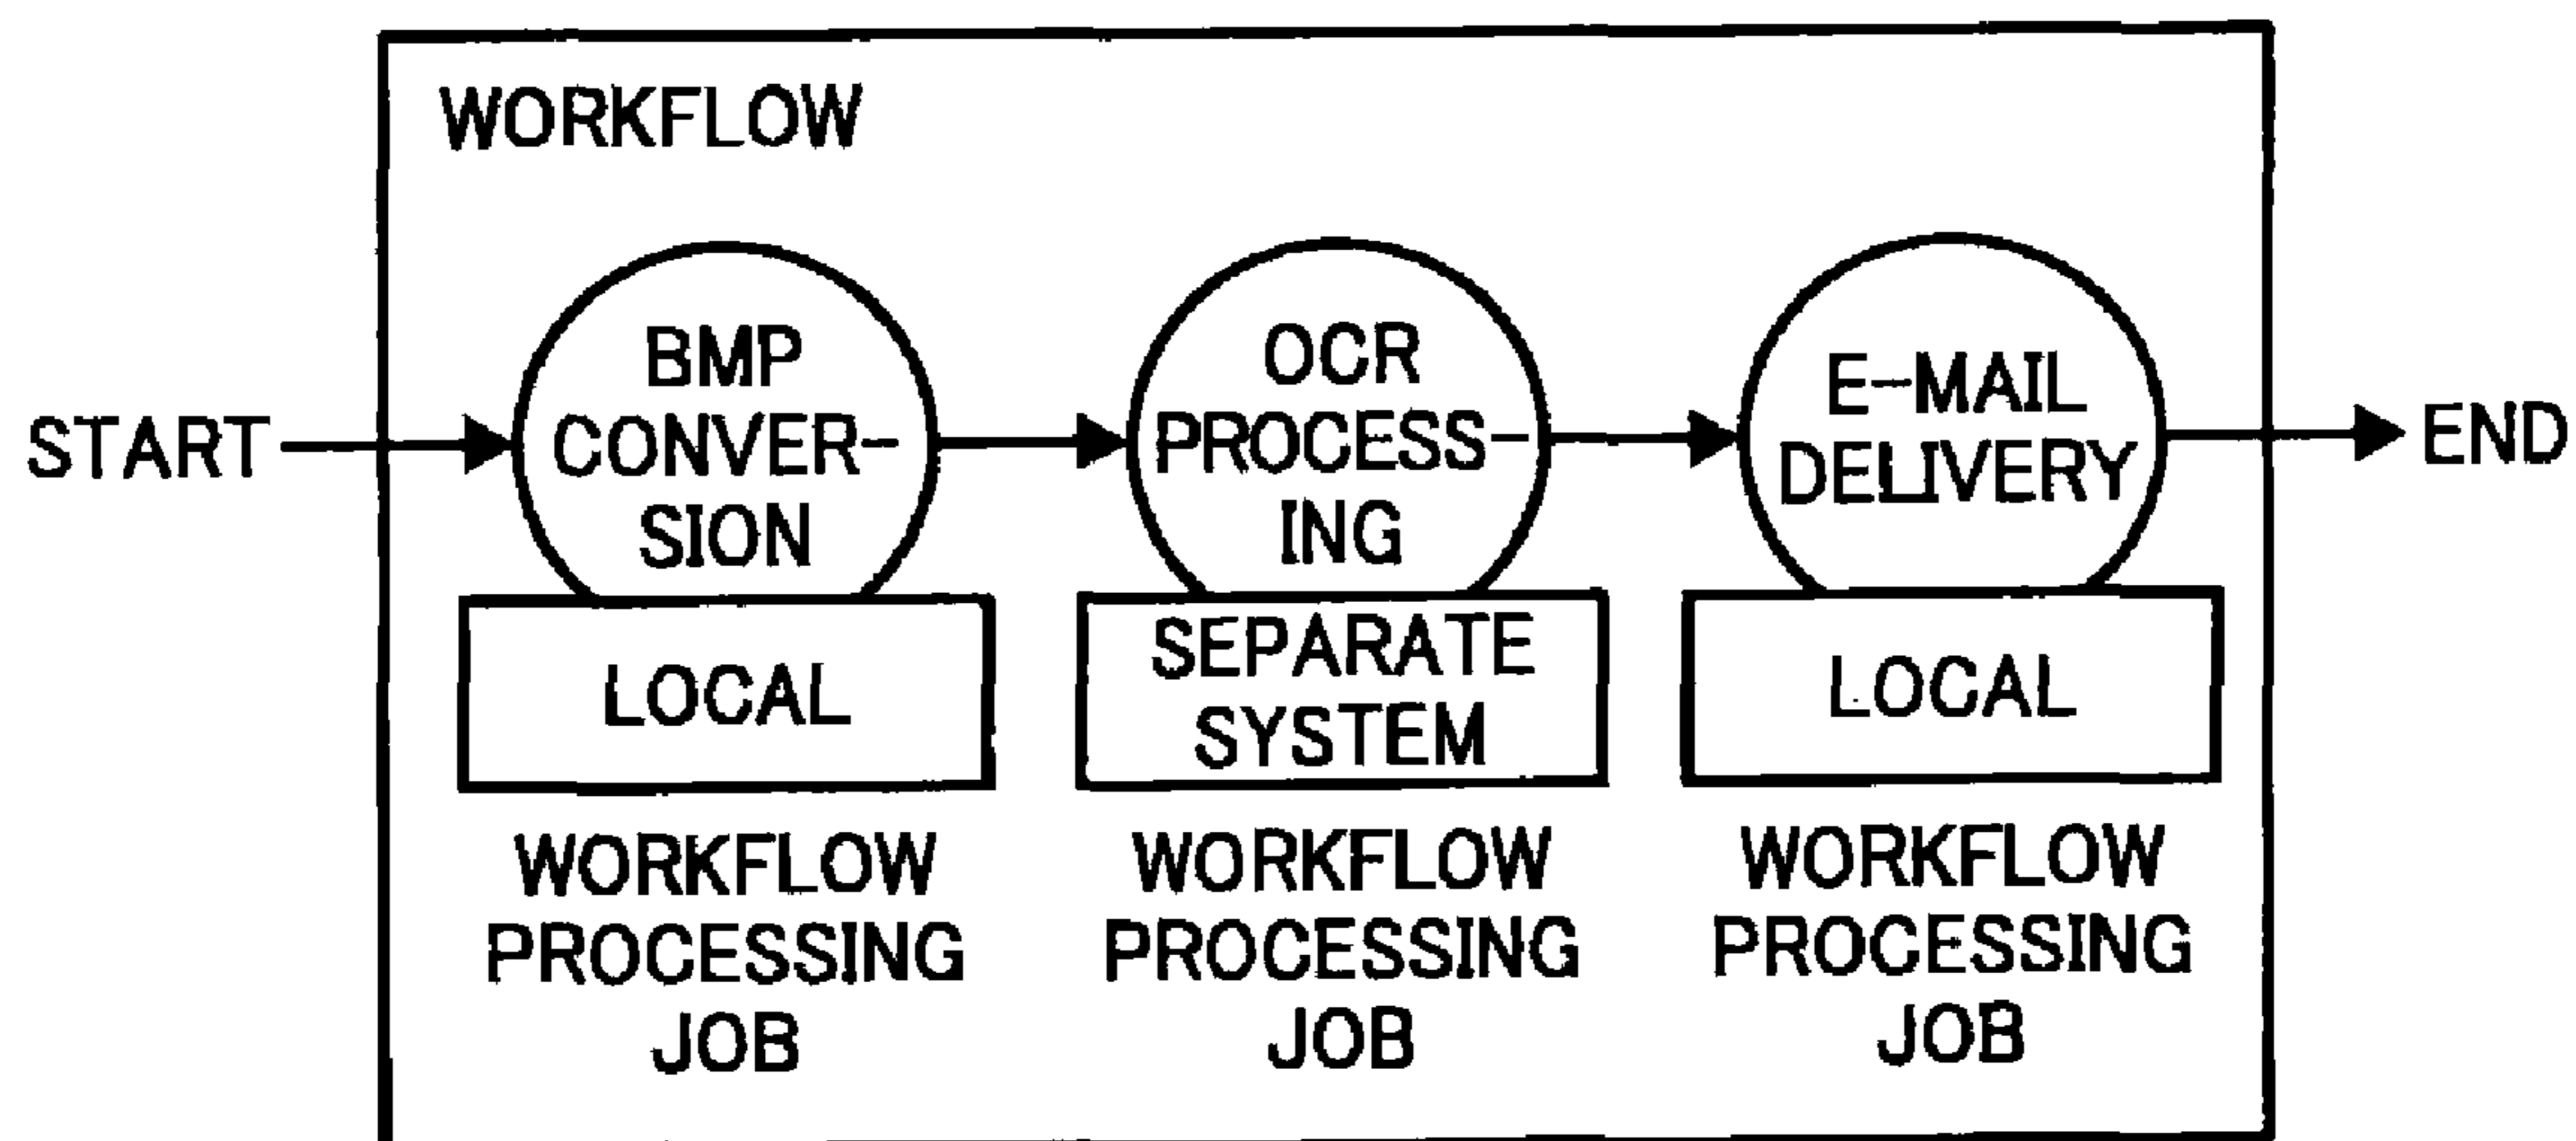 WORKFLOW
START
BMP
CONVER-
SION
LOCAL
WORKFLOW
PROCESSING
JOB
OCR
PROCESS-
ING
SEPARATE
SYSTEM
WORKFLOW
PROCESSING
JOB
E-MAIL
DELIVERY
LOCAL
WORKFLOW
PROCESSING
JOB
END